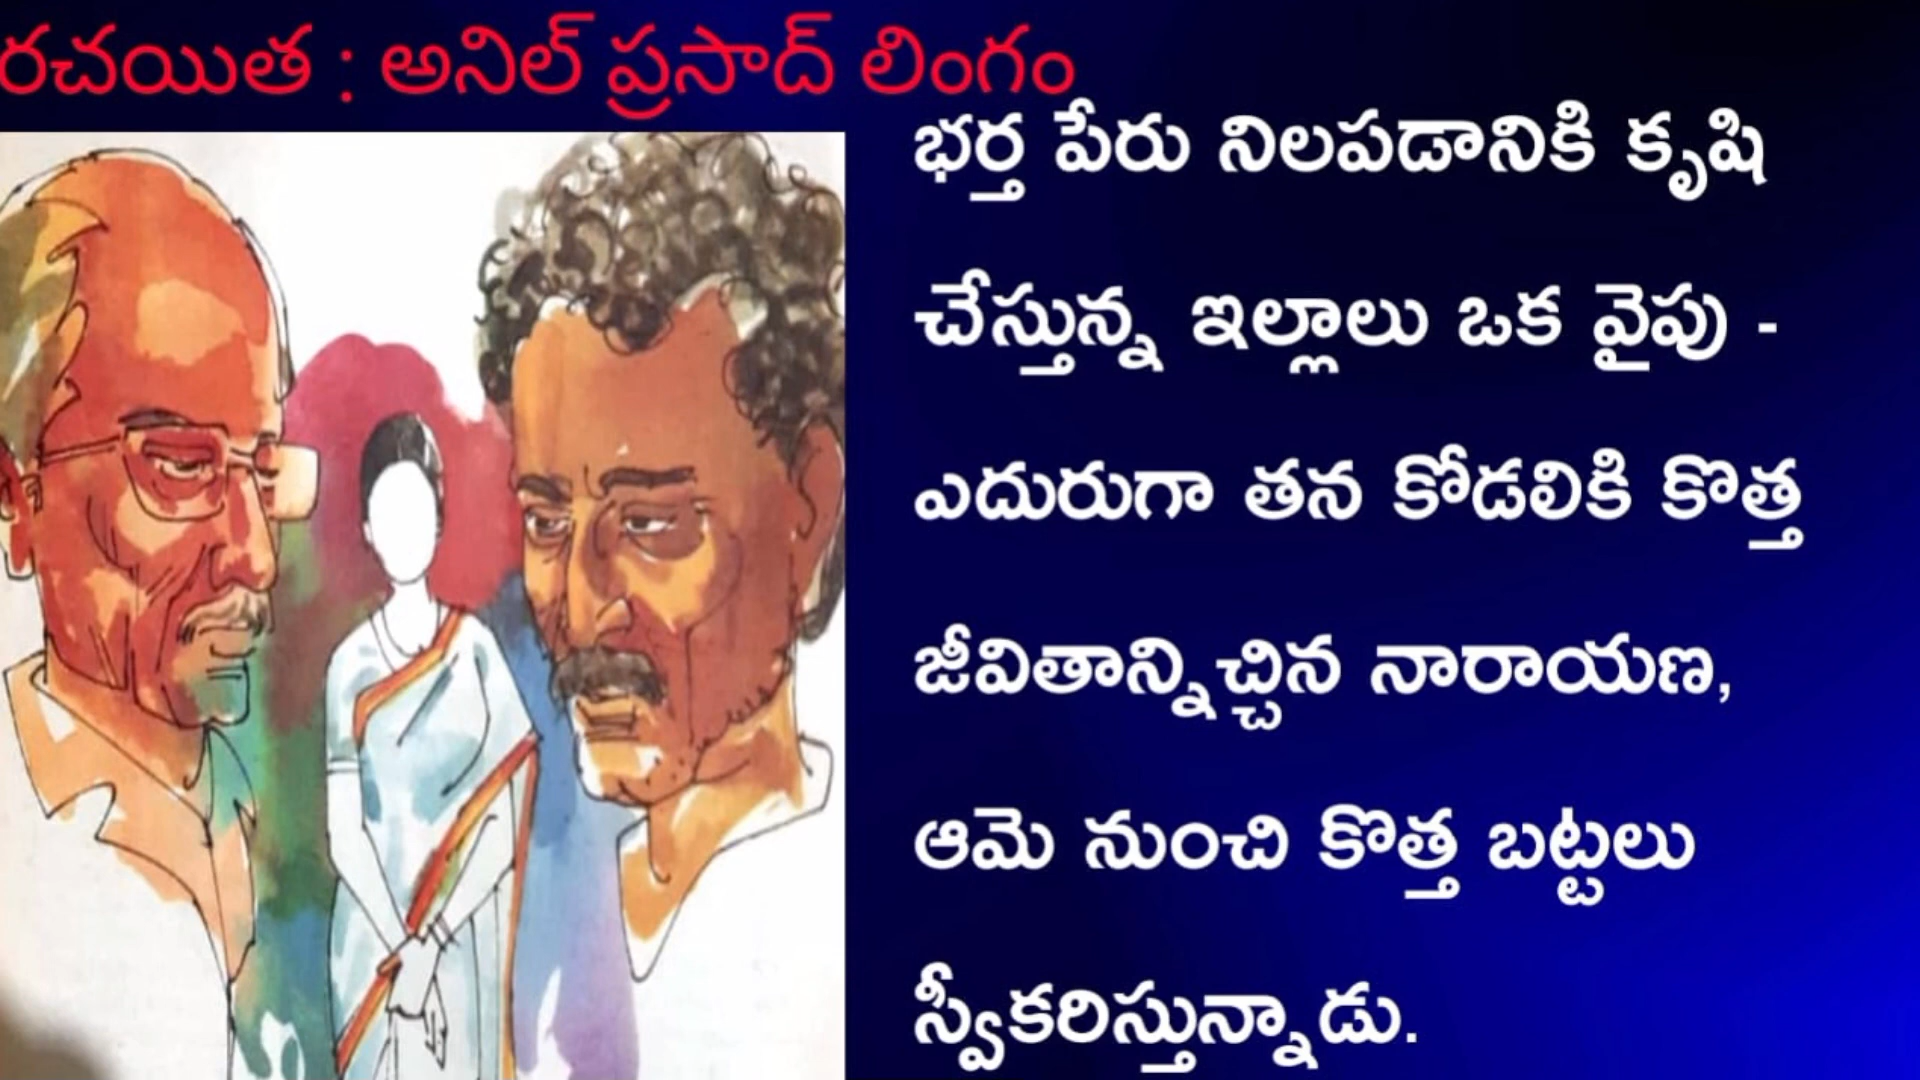 రచయిత : అనిల్ ప్రసాద్ లింగం
భర్త పేరు నిలపడానికి కృషి
చేస్తున్న ఇల్లాలు ఒక వైపు -
ఎదురుగా తన కోడలికి కొత్త
జీవితాన్నిచ్చిన నారాయణ,
ఆమె నుంచి కొత్త బట్టలు
స్వీకరిస్తున్నాడు.